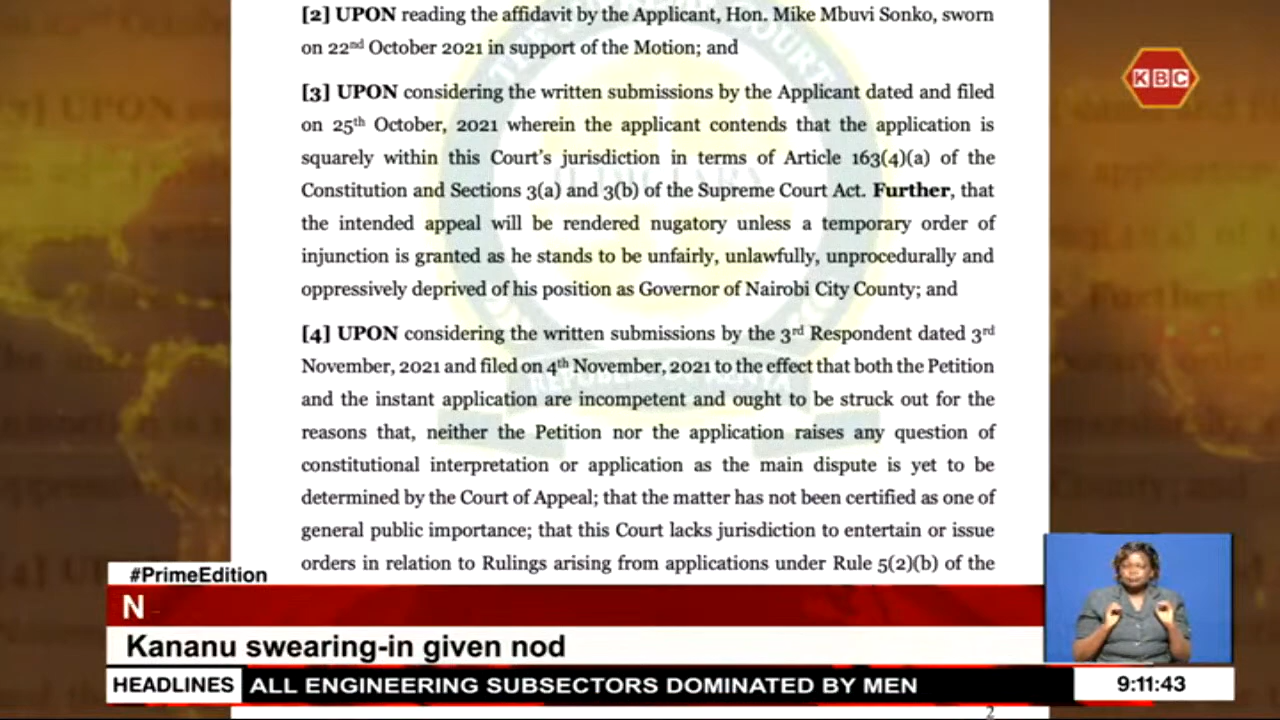 [2] UPON reading the affidavit by the Applicant, Hon. Mike Mbuvi Sonko, sworn
on 22nd October 2021 in support of the Motion; and
[3] UPON considering the written submissions by the Applicant dated and filed
on 25th October, 2021 wherein the applicant contends that the application is
squarely within this Court's jurisdiction in terms of Article 163(4)(a) of the
Constitution and Sections 3(a) and 3(b) of the Supreme Court Act. Further, that
the intended appeal will be rendered nugatory unless a temporary order of
injunction is granted as he stands to be unfairly, unlawfully, unprocedurally and
oppressively deprived of his position as Governor of Nairobi City County; and
[4] UPON considering the written submissions by the 3rd Respondent dated 3rd
November, 2021 and filed on 4th November, 2021 to the effect that both the Petition
and the instant application are incompetent and ought to be struck out for the
reasons that, neither the Petition nor the application raises any question of
constitutional interpretation or application as the main dispute is yet to be
determined by the Court of Appeal; that the matter has not been certified as one of
general public importance; that this Court lacks jurisdiction to entertain or issue
orders in relation to Rulings arising from applications under Rule 5(2)(b) of the
KBC
#PrimeEdition
N
Kananu swearing-in given nod
HEADLINES ALL ENGINEERING SUBSECTORS DOMINATED BY MEN
9:11:43
2